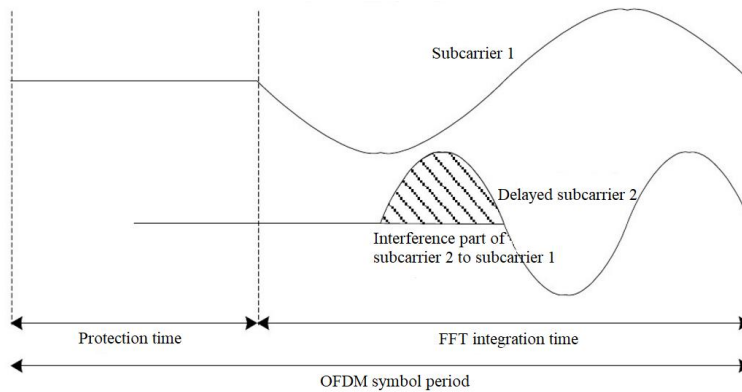 Subcarrier 1
Delayed subcarrier 2
Interference part of
subcarrier 2 to subcarrier 1
Protection time
FFT integration time
OFDM symbol period